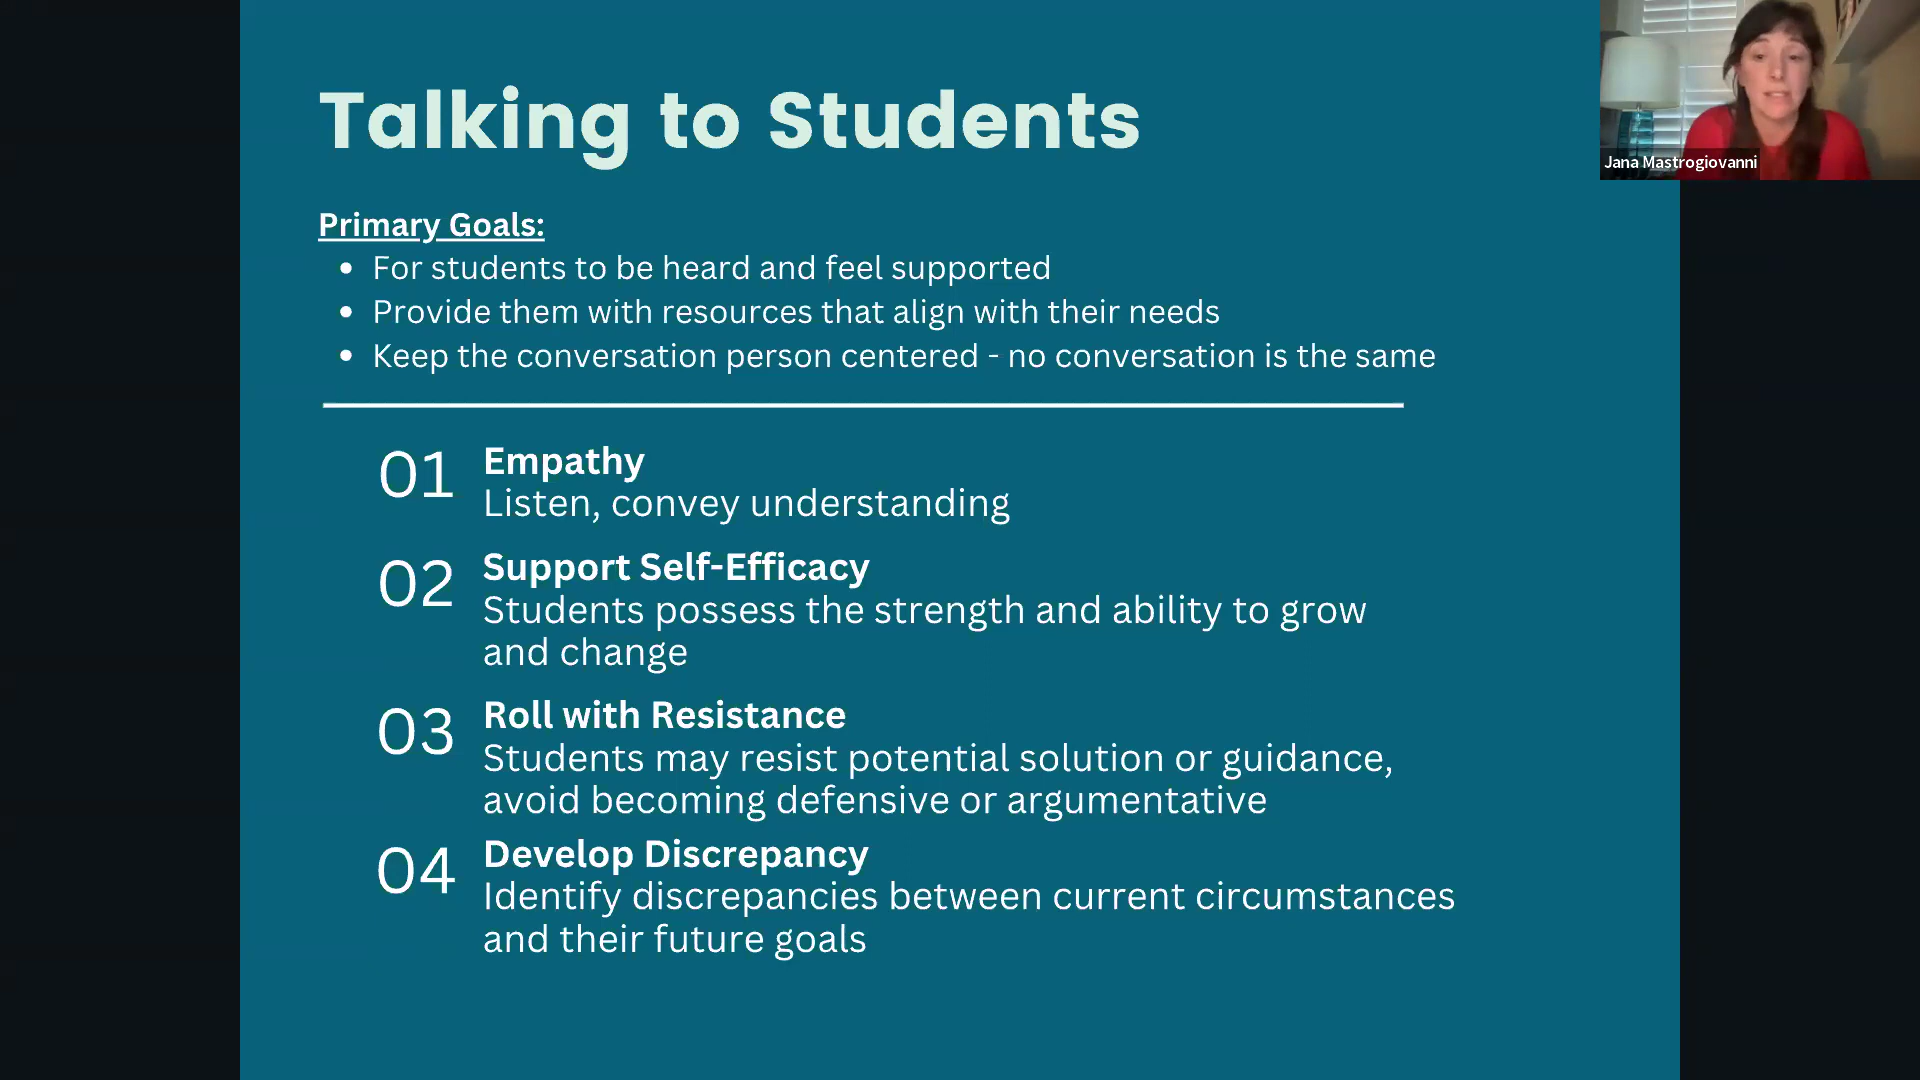 Talking to Students
Jana Mastrogiovanni
Primary Goals:
• For students to be heard and feel supported
• Provide them with resources that align with their needs
• Keep the conversation person centered - no conversation is the same
01 Empathy
Listen, convey understanding
02 Support Self-Efficacy
Students possess the strength and ability to grow
and change
03 Roll with Resistance
Students may resist potential solution or guidance,
avoid becoming defensive or argumentative
04 Develop Discrepancy
Identify discrepancies between current circumstances
and their future goals